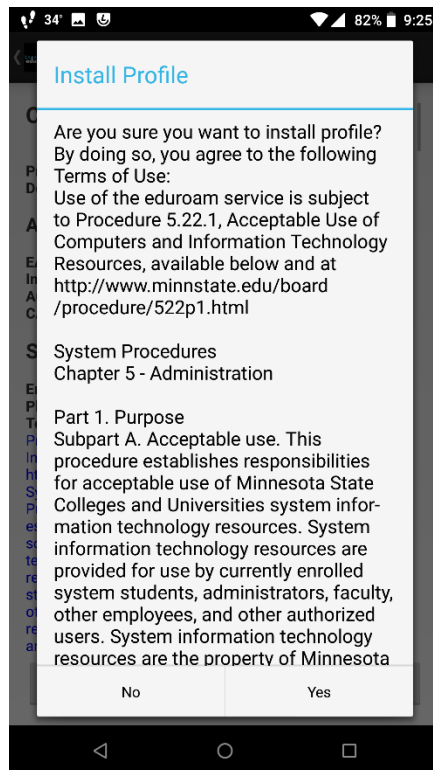 34° 82% 9:25
Install Profile
Are you sure you want to install profile?
By doing so, you agree to the following
Terms of Use:
Use of the eduroam service is subject
to Procedure 5.22.1, Acceptable Use of
Computers and Information Technology
Resources, available below and at
http://www.minnstate.edu/board
/procedure/522p1.html
System Procedures
Chapter 5 - Administration
Part 1. Purpose
Subpart A. Acceptable use. This
procedure establishes responsibilities
for acceptable use of Minnesota State
Colleges and Universities system infor-
mation technology resources. System
information technology resources are
provided for use by currently enrolled
system students, administrators, faculty,
other employees, and other authorized
users. System information technology
resources are the property of Minnesota
No Yes